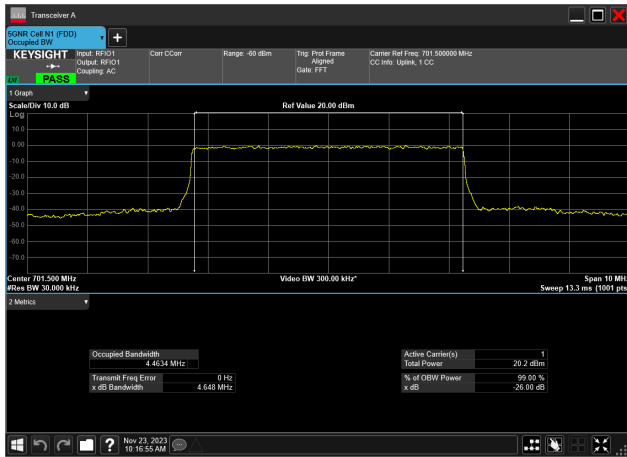 Transceiver A
5GNR Cell N1 (FDD)
Occupied BW
KEYSIGHT
LXI
PASS
Input: RFIO1
Output: RFIO1
Coupling: AC
Corr CCorr
Range: -60 dBm
Trig: Prot Frame
Aligned
Gate: FFT
Carrier Ref Freq: 701.500000 MHz
CC Info: Uplink, 1 CC
1 Graph
Scale/Div 10.0 dB
Ref Value 20.00 dBm
Log
10.0
0.00
-10.0
-20.0
-30.0
-40.0
-50.0
-60.0
-70.0
Center 701.500 MHz
Video BW 300.00 kHz*
Span 10 MHz
#Res BW 30.000 kHz
Sweep 13.3 ms (1001 pts
2 Metrics
Occupied Bandwidth
4.4634 MHz
Transmit Freq Error 0 Hz
x dB Bandwidth 4.648 MHz
Active Carrier(s) 1
Total Power 20.2 dBm
% of OBW Power 99.00 %
x dB -26.00 dB
?
Nov 23, 2023
10:16:55 AM